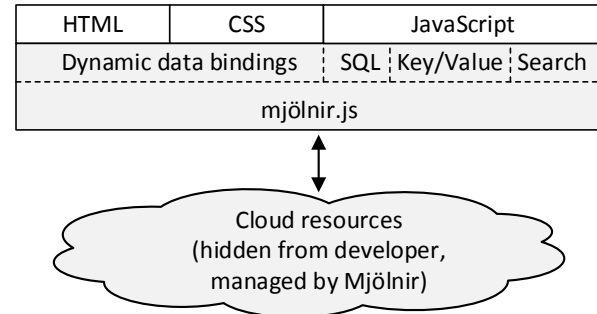 HTML CSS JavaScript
Dynamic data bindings SQL Key/Value Search
mjölnir.js
Cloud resources
(hidden from developer,
managed by Mjölnir)